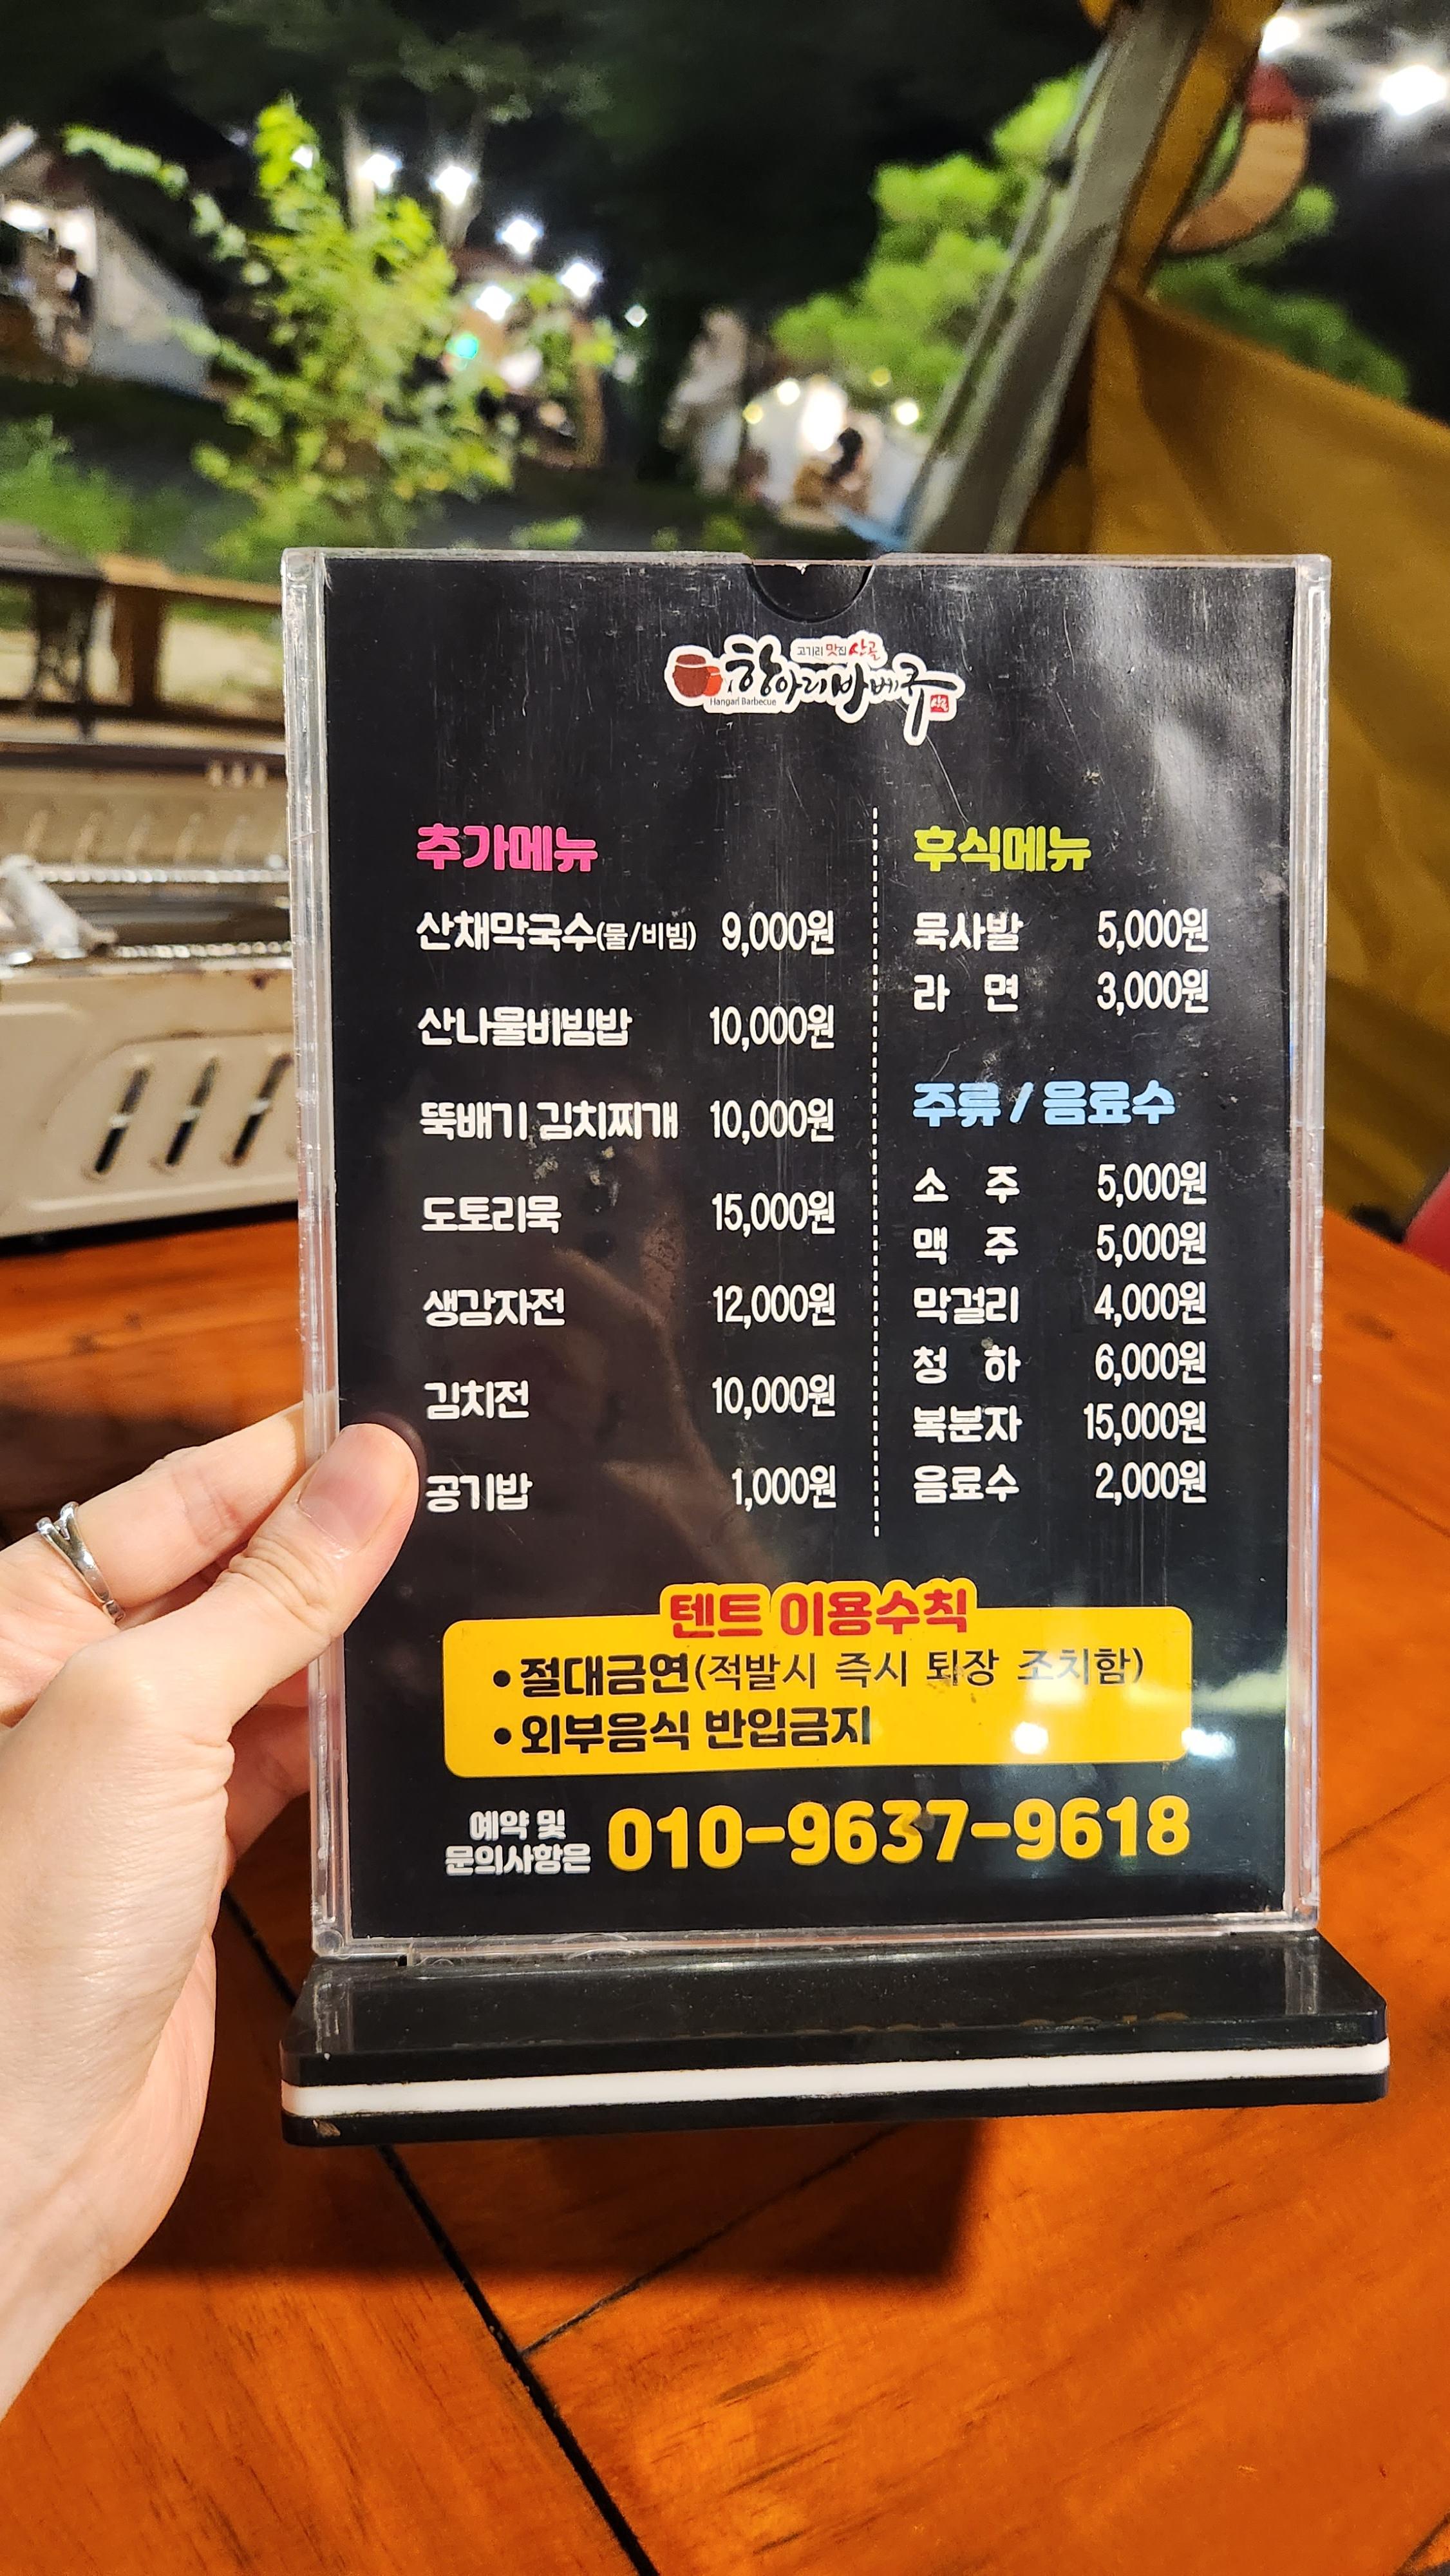 고기리 맛집 산골
항아리바베큐
Hangari Barbecue
추가메뉴
산채막국수(물/비빔) 9,000원
산나물비빔밥 10,000원
뚝배기 김치찌개 10,000원
도토리묵 15,000원
생감자전 12,000원
김치전 10,000원
공기밥 1,000원
후식메뉴
묵사발 5,000원
라 면 3,000원
주류 / 음료수
소 주 5,000원
맥 주 5,000원
막걸리 4,000원
청 하 6,000원
복분자 15,000원
음료수 2,000원
텐트 이용수칙
• 절대금연(적발시 즉시 퇴장 조치함)
• 외부음식 반입금지
예약 및
문의사항은
010-9637-9618